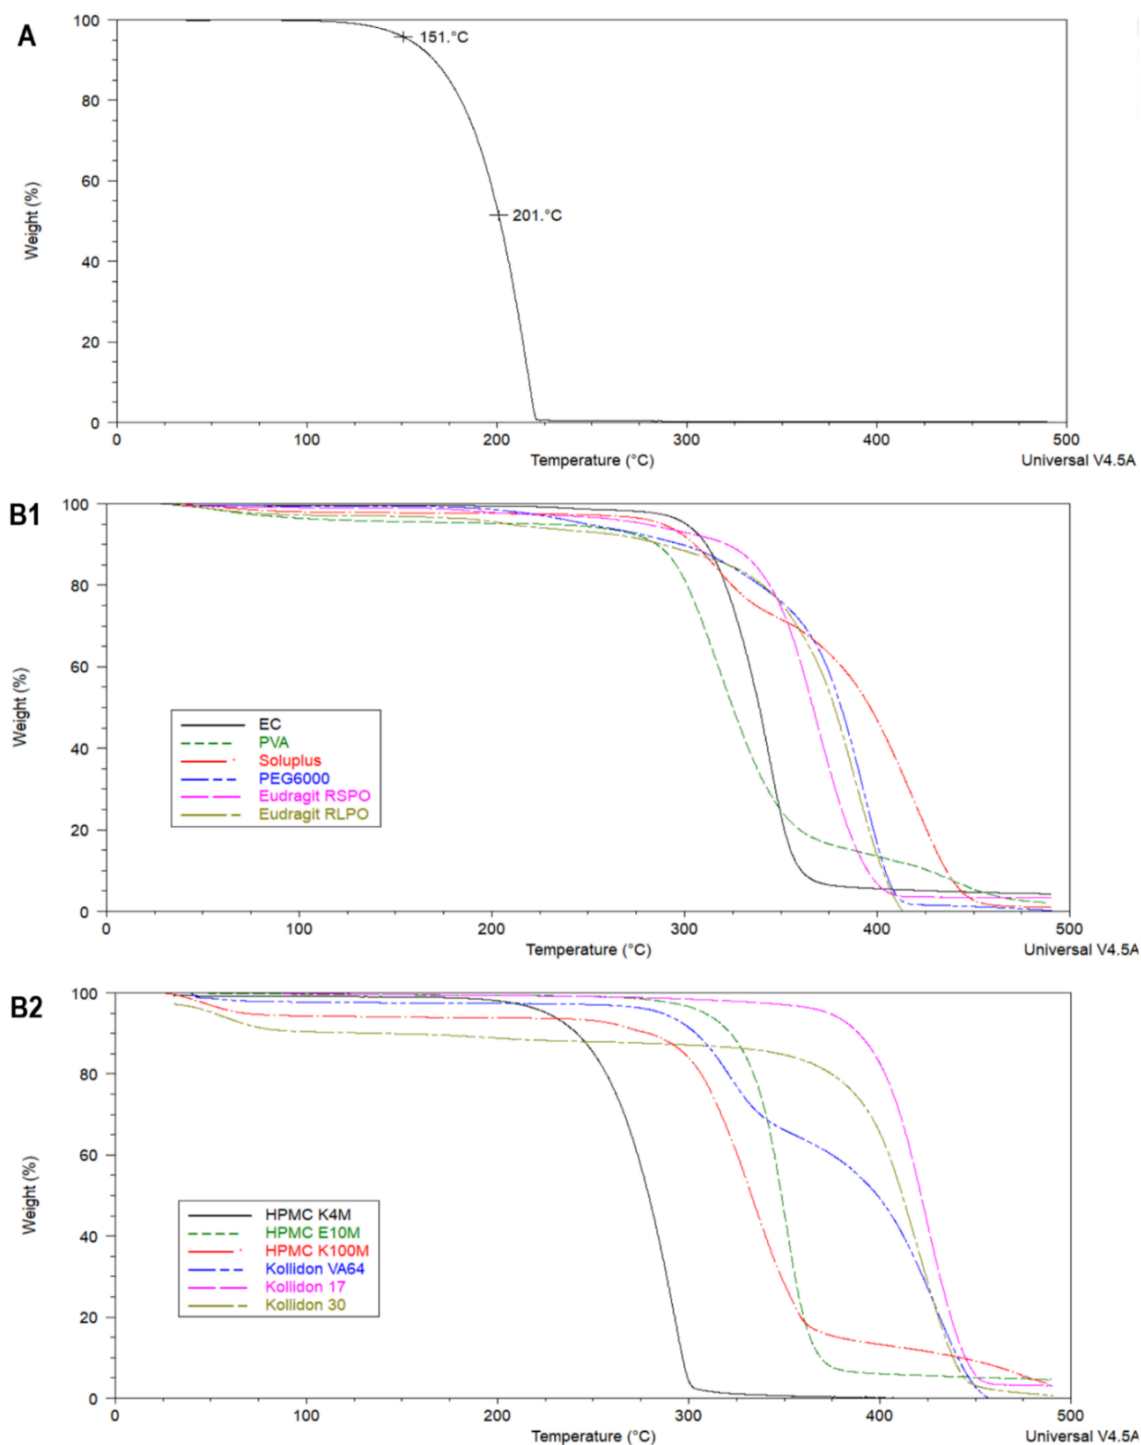 A
100
80
60
40
20
0
Weight (%)
151.°C
201.°C
0 100 200 300 400 500
Temperature (°C)
Universal V4.5A
B1
100
80
60
40
20
0
Weight (%)
EC
PVA
Soluplus
PEG6000
Eudragit RSPO
Eudragit RLPO
0 100 200 300 400 500
Temperature (°C)
Universal V4.5A
B2
100
80
60
40
20
0
Weight (%)
HPMC K4M
HPMC E10M
HPMC K100M
Kollidon VA64
Kollidon 17
Kollidon 30
0 100 200 300 400 500
Temperature (°C)
Universal V4.5A